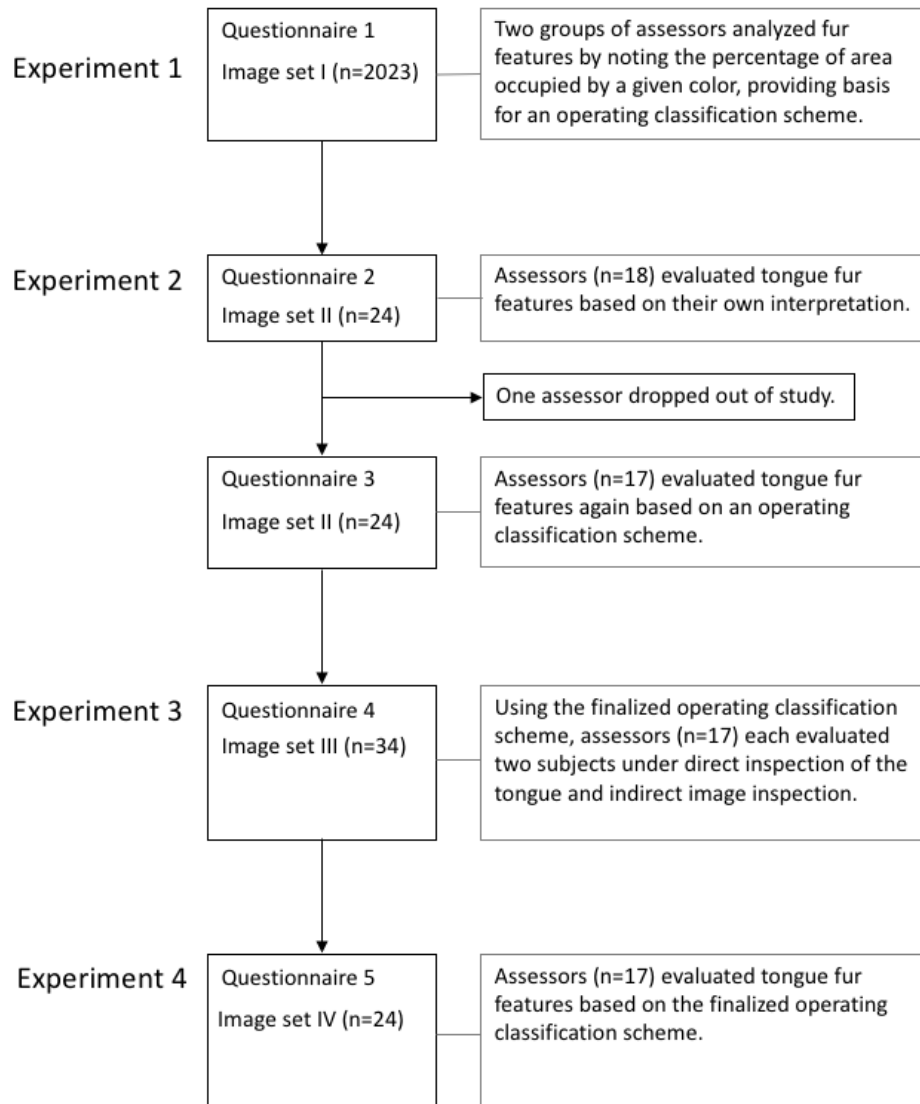 Experiment 1
Questionnaire 1
Image set I (n=2023)
Two groups of assessors analyzed fur
features by noting the percentage of area
occupied by a given color, providing basis
for an operating classification scheme.
Experiment 2
Questionnaire 2
Image set II (n=24)
Assessors (n=18) evaluated tongue fur
features based on their own interpretation.
One assessor dropped out of study.
Questionnaire 3
Image set II (n=24)
Assessors (n=17) evaluated tongue fur
features again based on an operating
classification scheme.
Experiment 3
Questionnaire 4
Image set III (n=34)
Using the finalized operating classification
scheme, assessors (n=17) each evaluated
two subjects under direct inspection of the
tongue and indirect image inspection.
Experiment 4
Questionnaire 5
Image set IV (n=24)
Assessors (n=17) evaluated tongue fur
features based on the finalized operating
classification scheme.